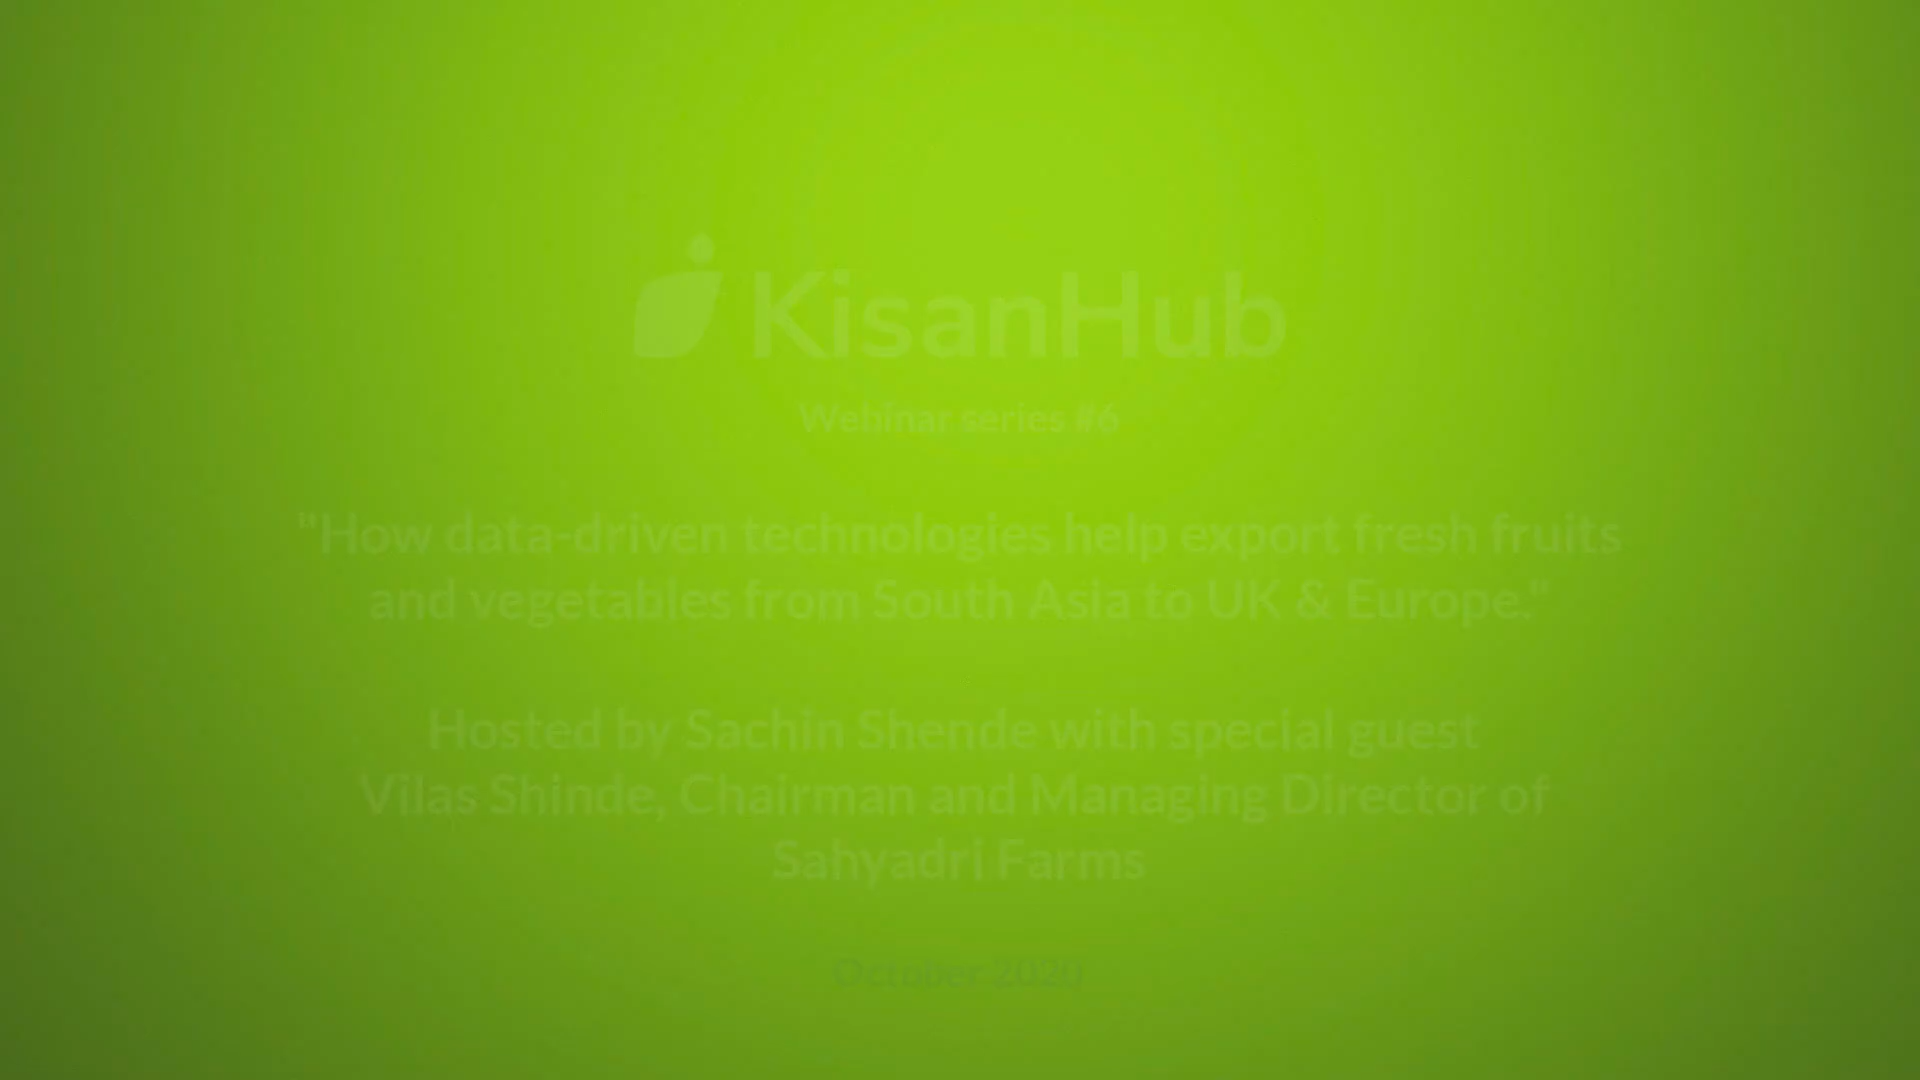 KisanHub
Webinar series #6
"How data-driven technologies help export fresh fruits
and vegetables from South Asia to UK & Europe."
Hosted by Sachin Shende with special guest
Vilas Shinde, Chairman and Managing Director of
Sahyadri Farms
October 2020